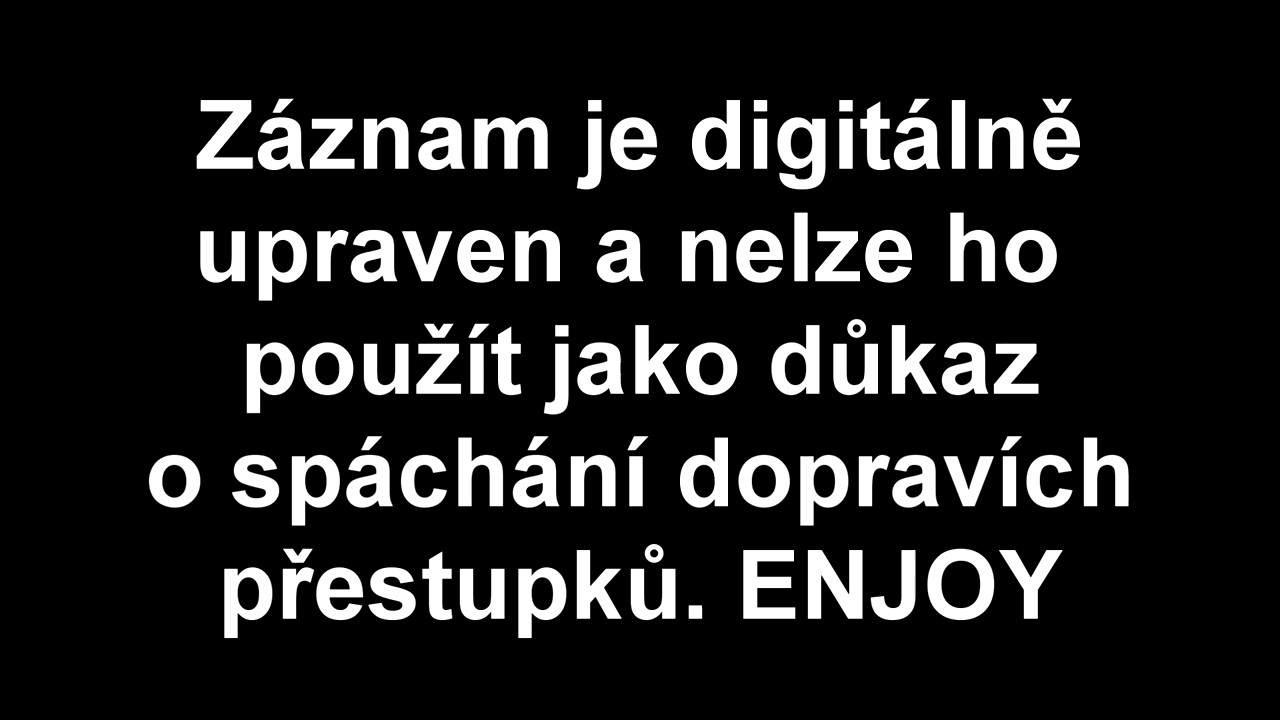 Záznam je digitálně
upraven a nelze ho
použít jako důkaz
o spáchání dopravích
přestupků. ENJOY